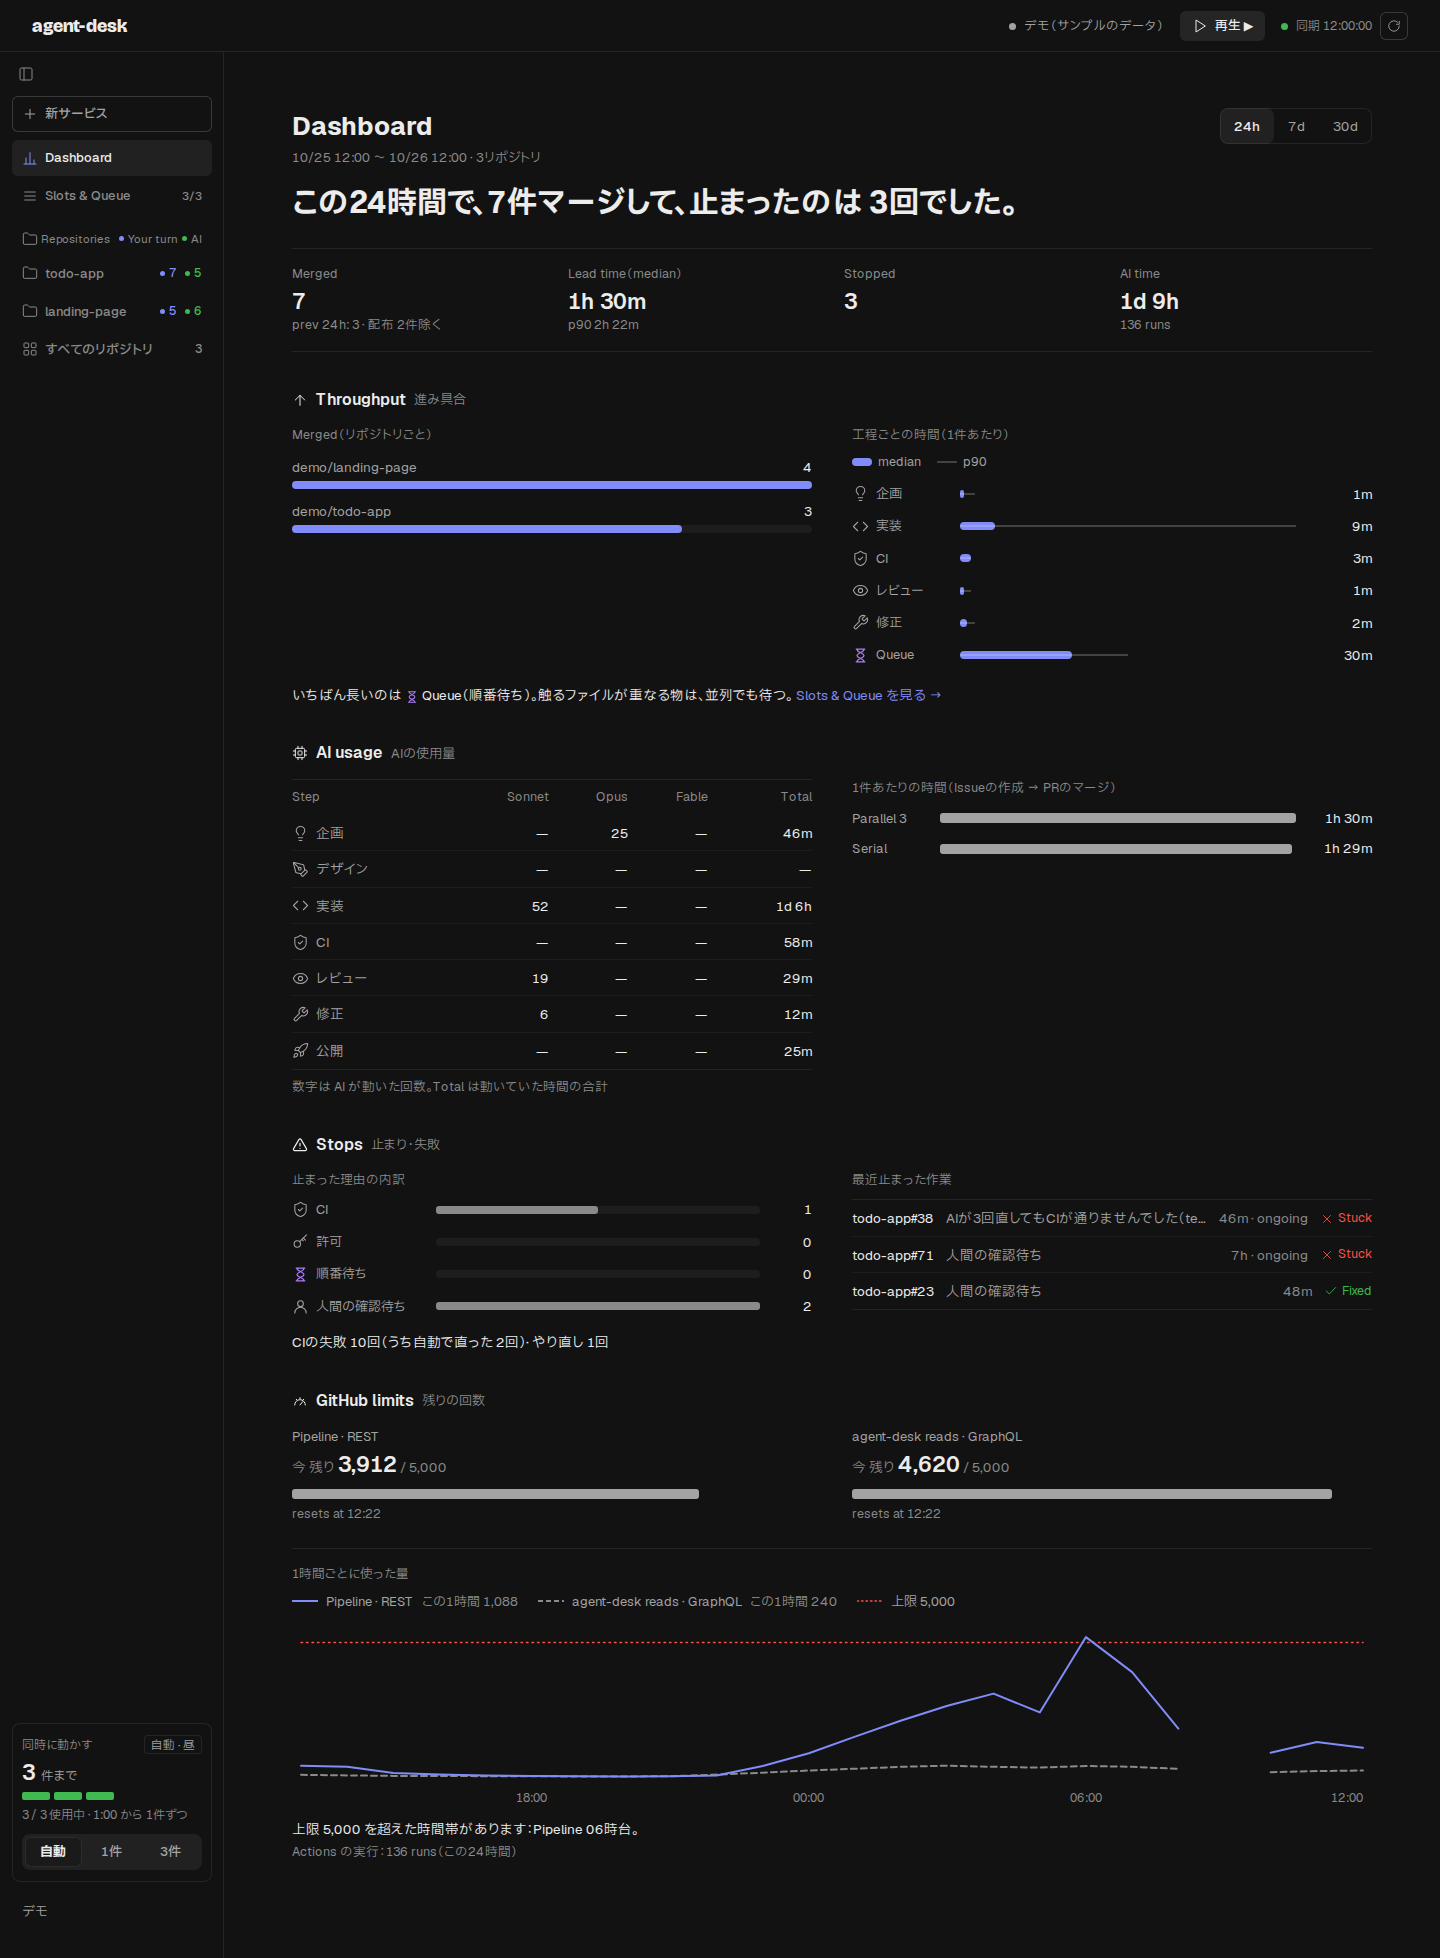 agent-desk
デモ（サンプルのデータ）
再生 ▶
同期 12:00:00
新サービス
Dashboard
Slots & Queue 3/3
Repositories Your turn AI
todo-app 7 5
landing-page 5 6
すべてのリポジトリ 3
Dashboard
24h 7d 30d
10/25 12:00 〜 10/26 12:00 · 3リポジトリ
この24時間で、7件マージして、止まったのは 3回でした。
Merged
7
prev 24h: 3 · 配布 2件除く
Lead time（median）
1h 30m
p90 2h 22m
Stopped
3
AI time
1d 9h
136 runs
Throughput 進み具合
Merged（リポジトリごと）
demo/landing-page 4
demo/todo-app 3
工程ごとの時間（1件あたり）
median p90
企画 1m
実装 9m
CI 3m
レビュー 1m
修正 2m
Queue 30m
いちばん長いのは Queue（順番待ち）。触るファイルが重なる物は、並列でも待つ。Slots & Queue を見る →
AI usage AIの使用量
Step Sonnet Opus Fable Total
企画 — 25 — 46m
デザイン — — — —
実装 52 — — 1d 6h
CI — — — 58m
レビュー 19 — — 29m
修正 6 — — 12m
公開 — — — 25m
数字は AI が動いた回数。Total は動いていた時間の合計
1件あたりの時間（Issueの作成 → PRのマージ）
Parallel 3 1h 30m
Serial 1h 29m
Stops 止まり・失敗
止まった理由の内訳
CI 1
許可 0
順番待ち 0
人間の確認待ち 2
CIの失敗 10回（うち自動で直った 2回）· やり直し 1回
最近止まった作業
todo-app#38 AIが3回直してもCIが通りませんでした（te… 46m · ongoing Stuck
todo-app#71 人間の確認待ち 7h · ongoing Stuck
todo-app#23 人間の確認待ち 48m Fixed
GitHub limits 残りの回数
Pipeline · REST
今 残り 3,912 / 5,000
resets at 12:22
agent-desk reads · GraphQL
今 残り 4,620 / 5,000
resets at 12:22
1時間ごとに使った量
Pipeline · REST この1時間 1,088 agent-desk reads · GraphQL この1時間 240 上限 5,000
18:00 00:00 06:00 12:00
上限 5,000 を超えた時間帯があります：Pipeline 06時台。
Actions の実行：136 runs（この24時間）
同時に動かす 自動 · 昼
3 件まで
3 / 3 使用中 · 1:00 から 1件ずつ
自動 1件 3件
デモ